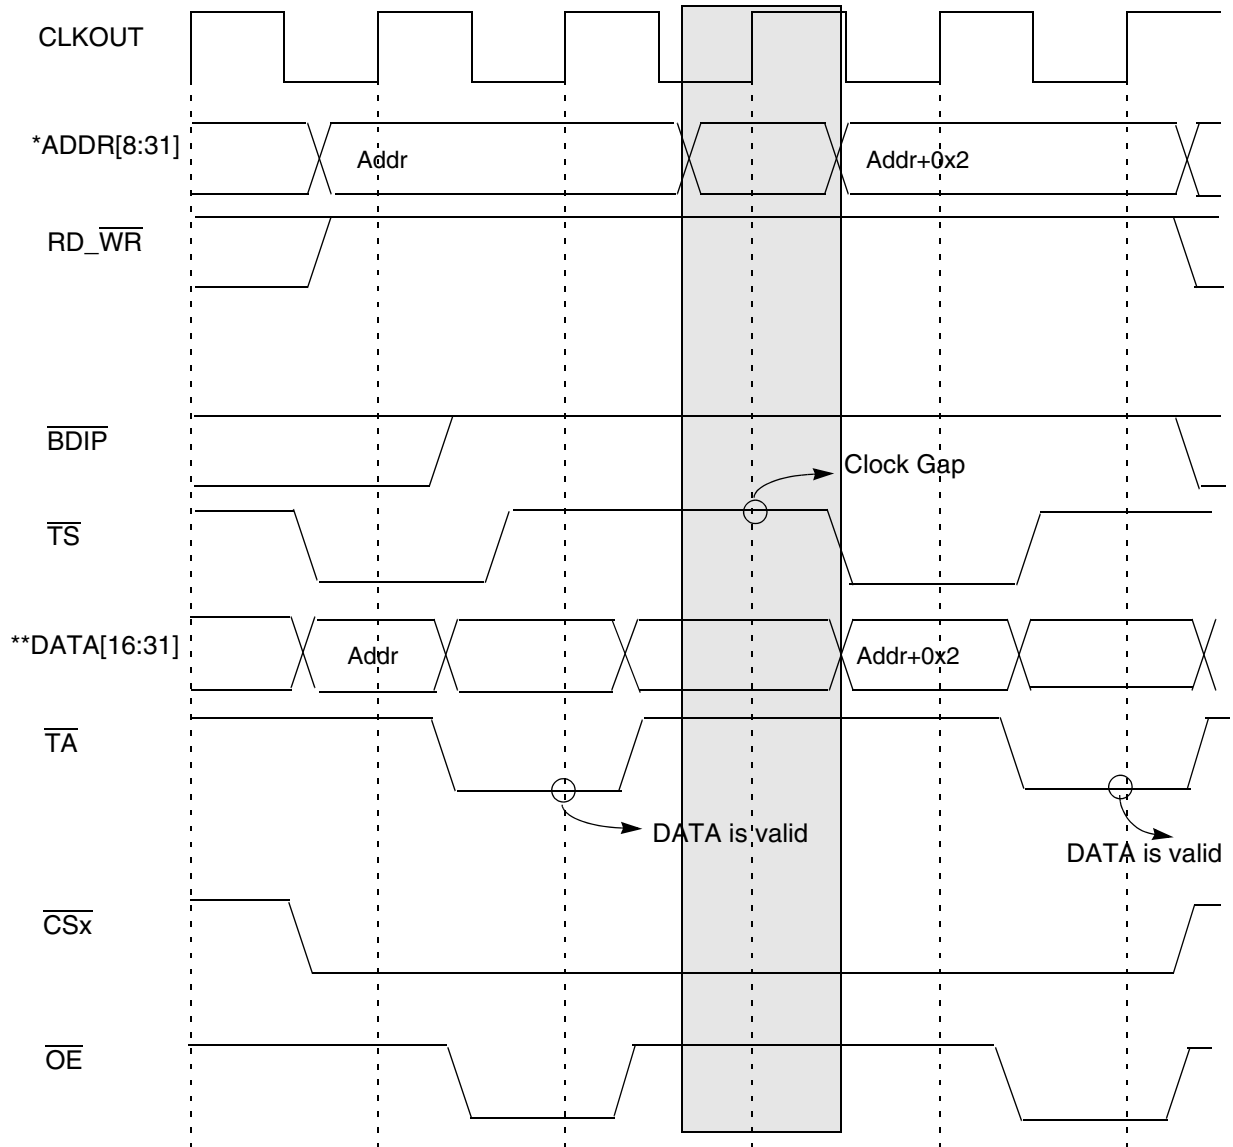 CLKOUT
*ADDR[8:31]
Addr
Addr+0x2
RD_WR
BDIP
Clock Gap
TS
**DATA[16:31]
Addr
Addr+0x2
TA
DATA is valid
DATA is valid
CSx
OE